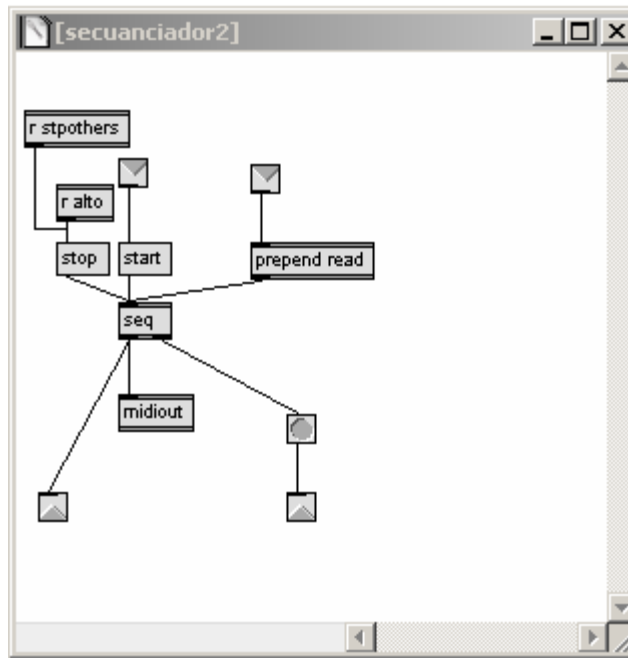 [secuanciador2]
r stpothers
r alto
stop
start
prepend read
seq
midiout